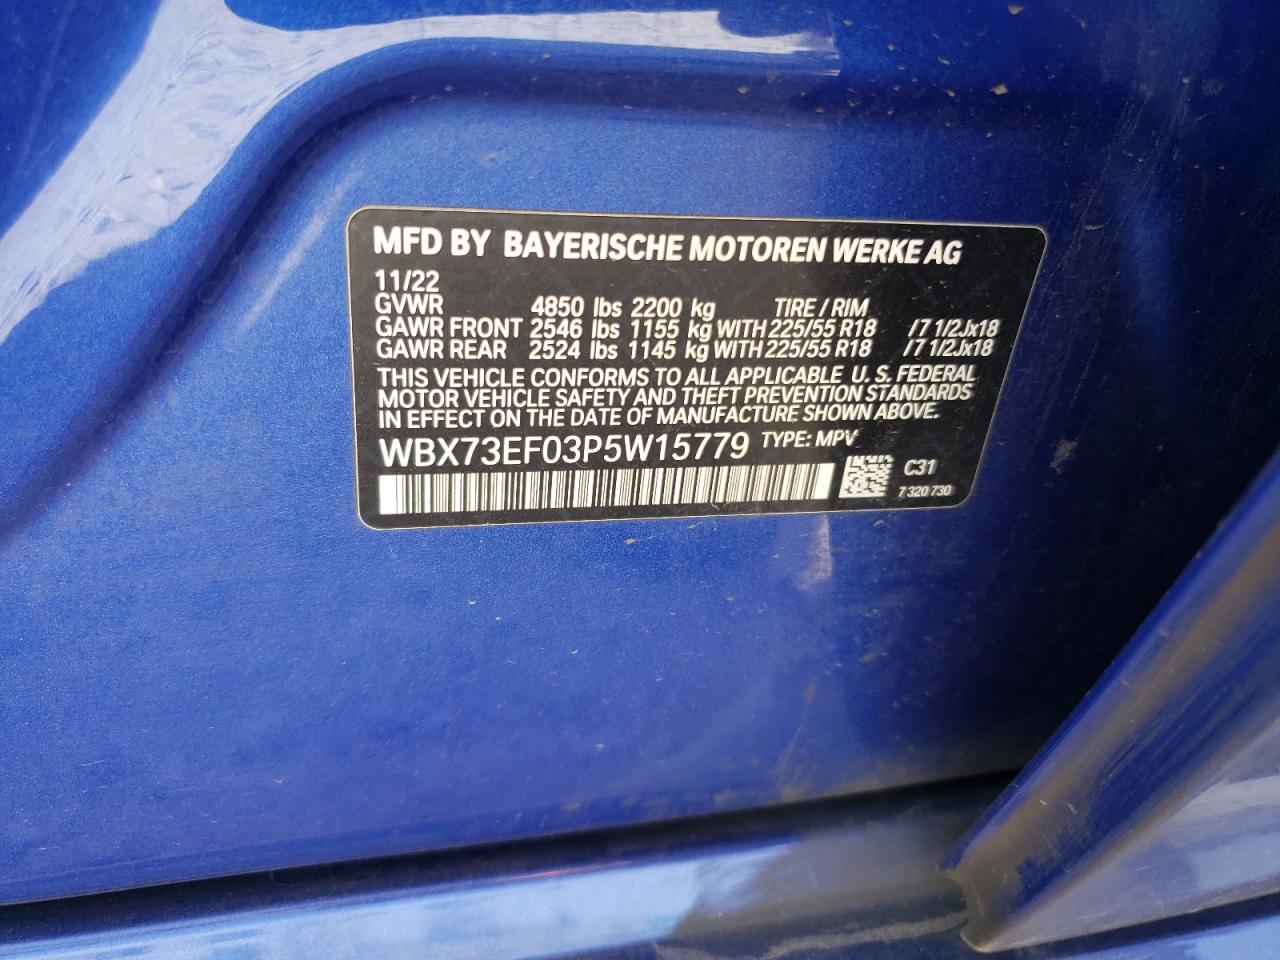 MFD BY BAYERISCHE MOTOREN WERKE AG
11/22
GVWR 4850 lbs 2200 kg TIRE / RIM
GAWR FRONT 2546 lbs 1155 kg WITH 225/55 R18 /7 1/2Jx18
GAWR REAR 2524 lbs 1145 kg WITH 225/55 R18 /7 1/2Jx18
THIS VEHICLE CONFORMS TO ALL APPLICABLE U. S. FEDERAL
MOTOR VEHICLE SAFETY AND THEFT PREVENTION STANDARDS
IN EFFECT ON THE DATE OF MANUFACTURE SHOWN ABOVE.
WBX73EF03P5W15779 TYPE: MPV
C31
7 320 730